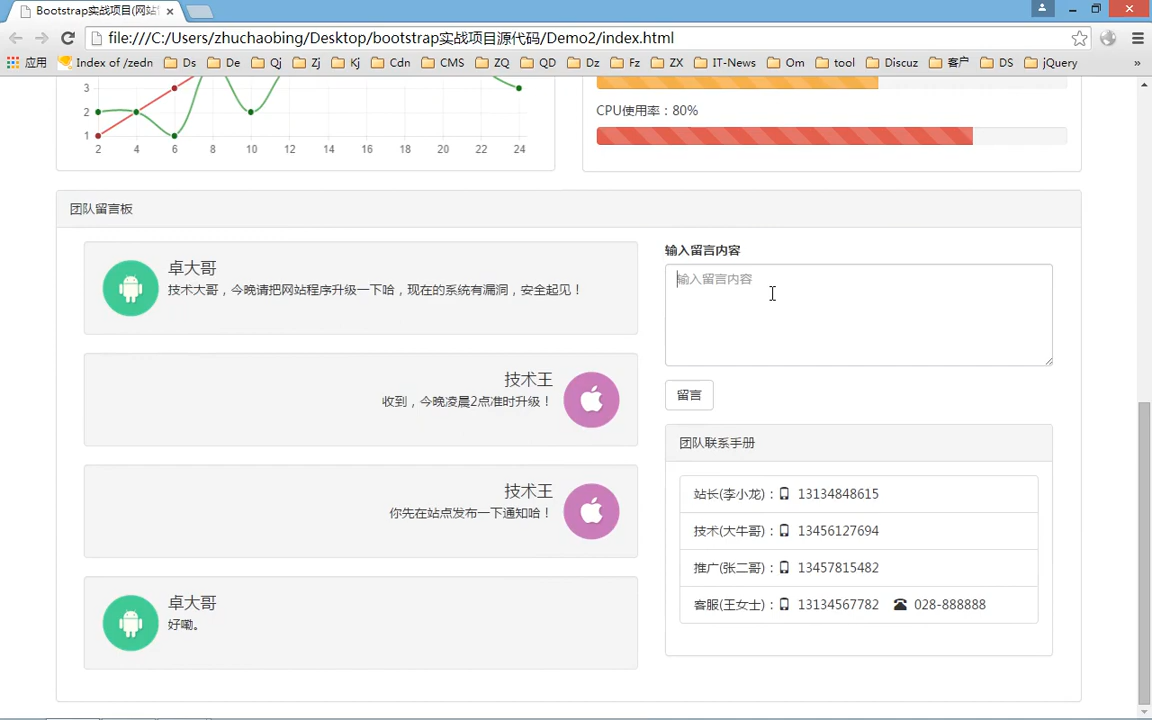 Bootstrap实战项目(网站
file:///C:/Users/zhuchaobing/Desktop/bootstrap实战项目源代码/Demo2/index.html
应用 Index of /zedn Ds De Qj Zj Kj Cdn CMS ZQ QD Dz Fz ZX IT-News Om tool Discuz 客户 DS jQuery »
3
2
1
2 4 6 8 10 12 14 16 18 20 22 24
CPU使用率：80%
团队留言板
卓大哥
技术大哥，今晚请把网站程序升级一下哈，现在的系统有漏洞，安全起见！
技术王
收到，今晚凌晨2点准时升级！
技术王
你先在站点发布一下通知哈！
卓大哥
好嘞。
输入留言内容
输入留言内容
留言
团队联系手册
站长(李小龙)： 13134848615
技术(大牛哥)： 13456127694
推广(张二哥)： 13457815482
客服(王女士)： 13134567782 028-888888